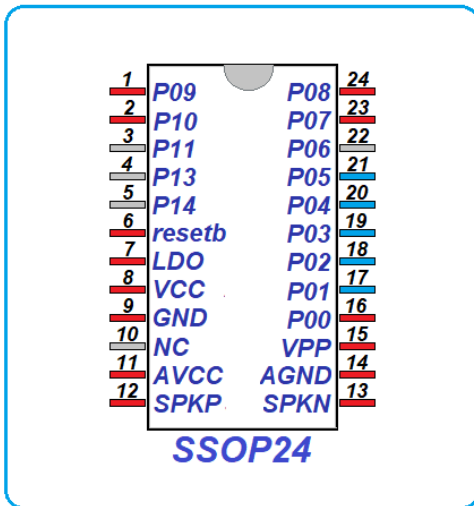 1 P09 P08 24
2 P10 P07 23
3 P11 P06 22
4 P13 P05 21
5 P14 P04 20
6 resetb P03 19
7 LDO P02 18
8 VCC P01 17
9 GND P00 16
10 NC VPP 15
11 AVCC AGND 14
12 SPKP SPKN 13
SSOP24